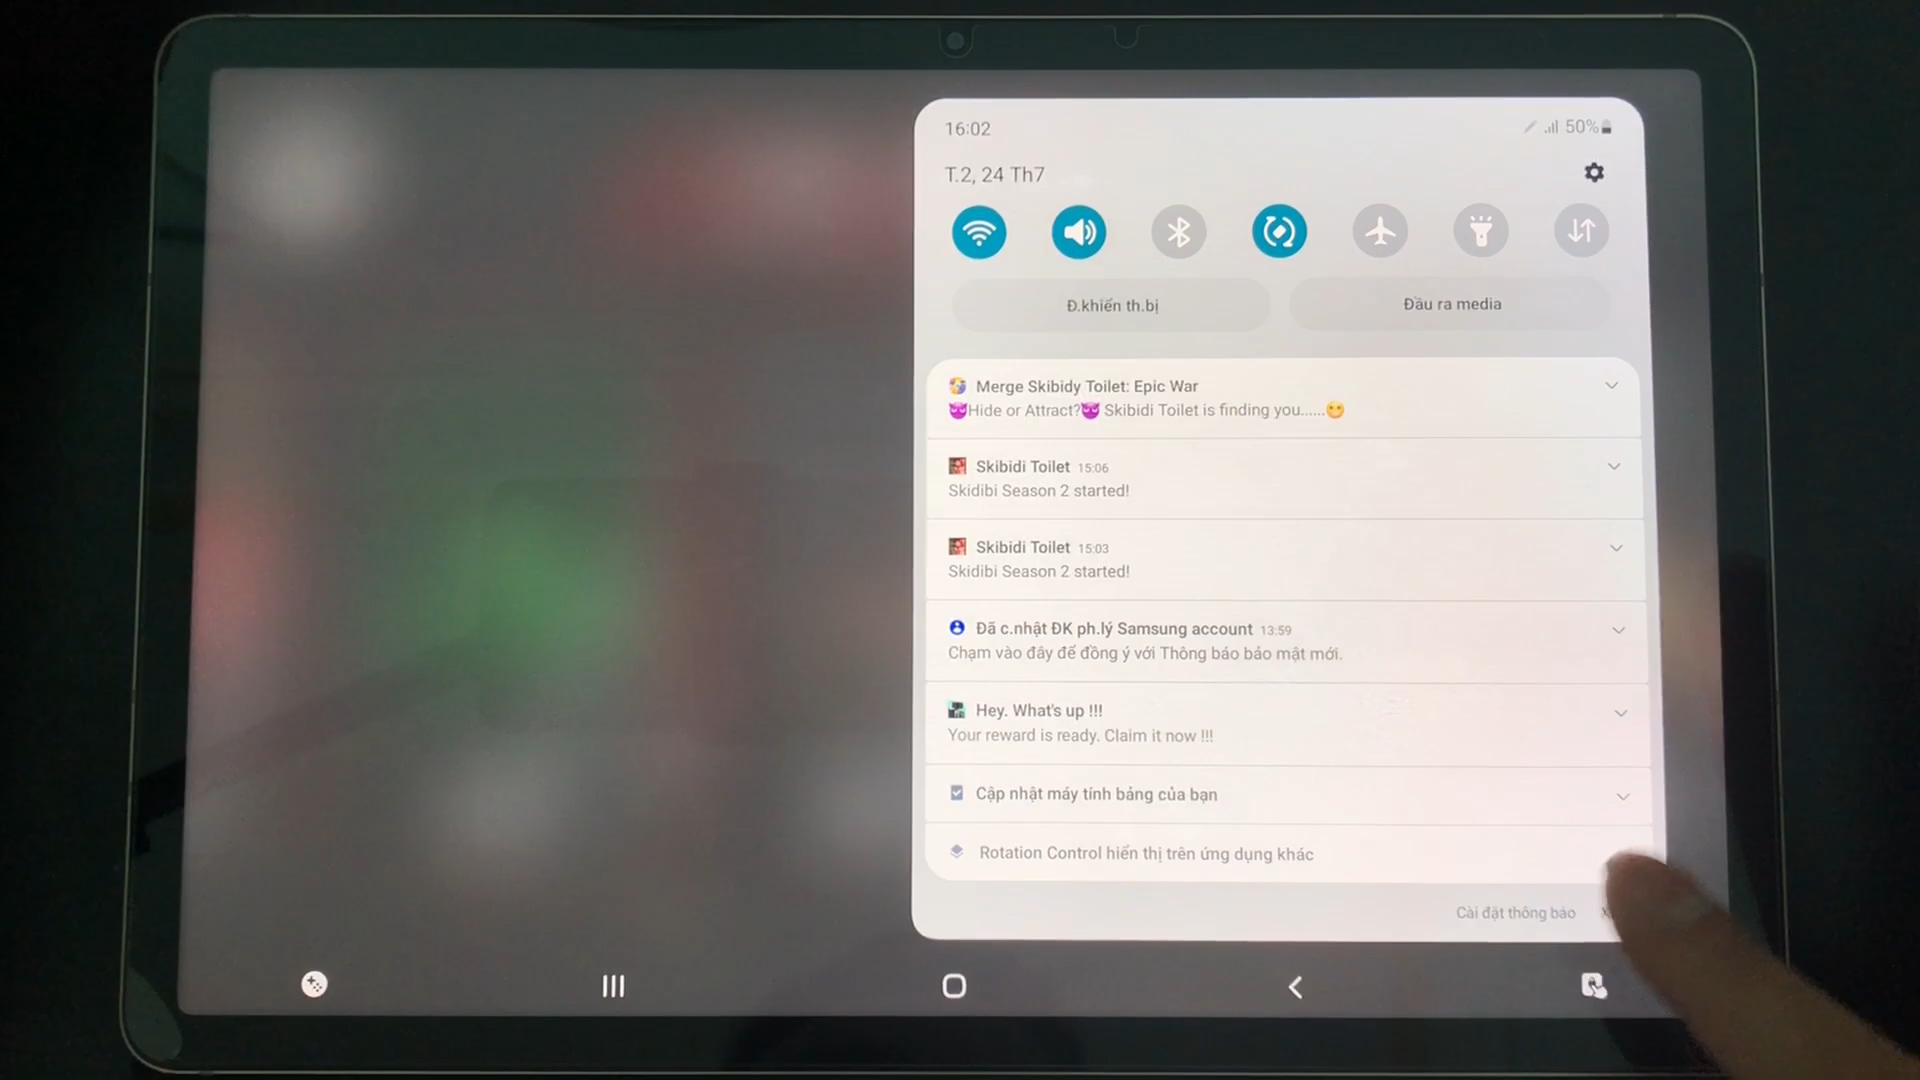 16:02
50%
T.2, 24 Th7
Đ.khiển th.bị
Đầu ra media
Merge Skibidy Toilet: Epic War
😈Hide or Attract?😈 Skibidi Toilet is finding you......😬
Skibidi Toilet 15:06
Skidibi Season 2 started!
Skibidi Toilet 15:03
Skidibi Season 2 started!
Đã c.nhật ĐK ph.lý Samsung account 13:59
Chạm vào đây để đồng ý với Thông báo bảo mật mới.
Hey. What's up !!!
Your reward is ready. Claim it now !!!
Cập nhật máy tính bảng của bạn
Rotation Control hiển thị trên ứng dụng khác
Cài đặt thông báo